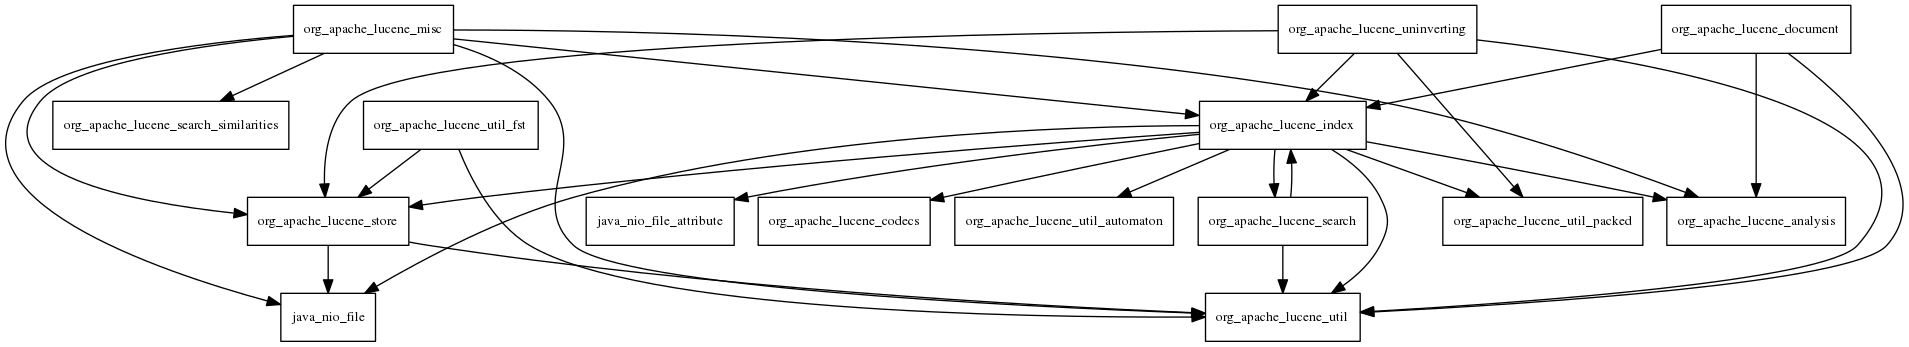 org_apache_lucene_misc
org_apache_lucene_uninverting
org_apache_lucene_document
org_apache_lucene_search_similarities
org_apache_lucene_util_fst
org_apache_lucene_index
org_apache_lucene_store
java_nio_file_attribute
org_apache_lucene_codecs
org_apache_lucene_util_automaton
org_apache_lucene_search
org_apache_lucene_util_packed
org_apache_lucene_analysis
java_nio_file
org_apache_lucene_util